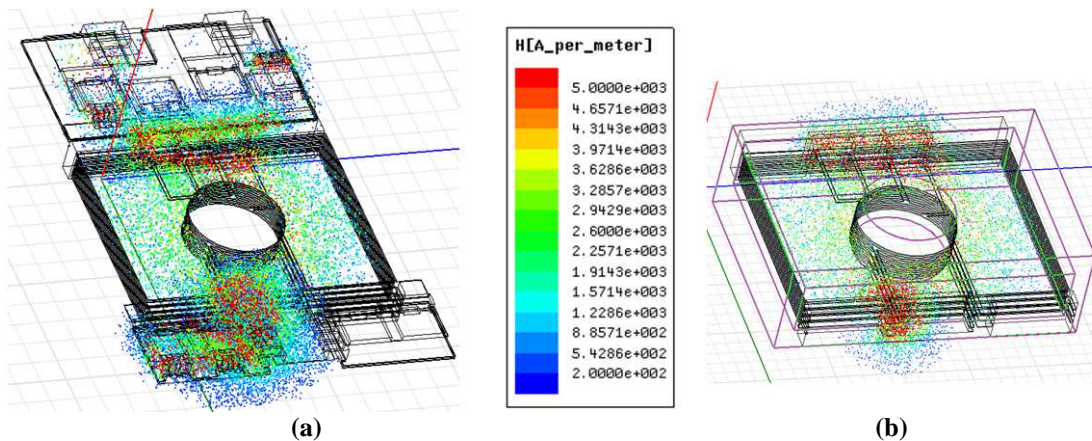 H[A_per_meter]
5.0000e+003
4.6571e+003
4.3143e+003
3.9714e+003
3.6286e+003
3.2857e+003
2.9429e+003
2.6000e+003
2.2571e+003
1.9143e+003
1.5714e+003
1.2286e+003
8.8571e+002
5.4286e+002
2.0000e+002
(a)
(b)